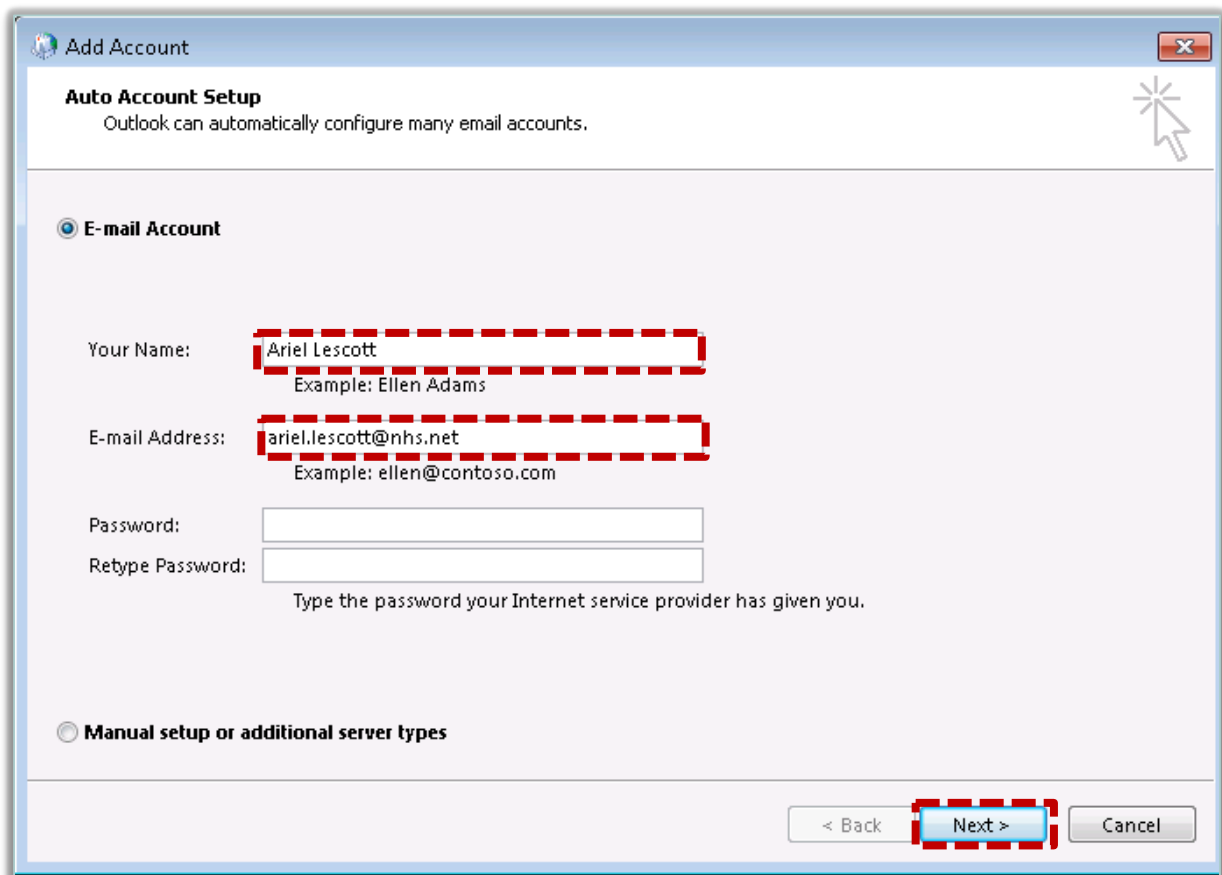 Add Account
Auto Account Setup
Outlook can automatically configure many email accounts.
E-mail Account
Your Name: Ariel Lescott
Example: Ellen Adams
E-mail Address: ariel.lescott@nhs.net
Example: ellen@contoso.com
Password:
Retype Password:
Type the password your Internet service provider has given you.
Manual setup or additional server types
< Back Next > Cancel